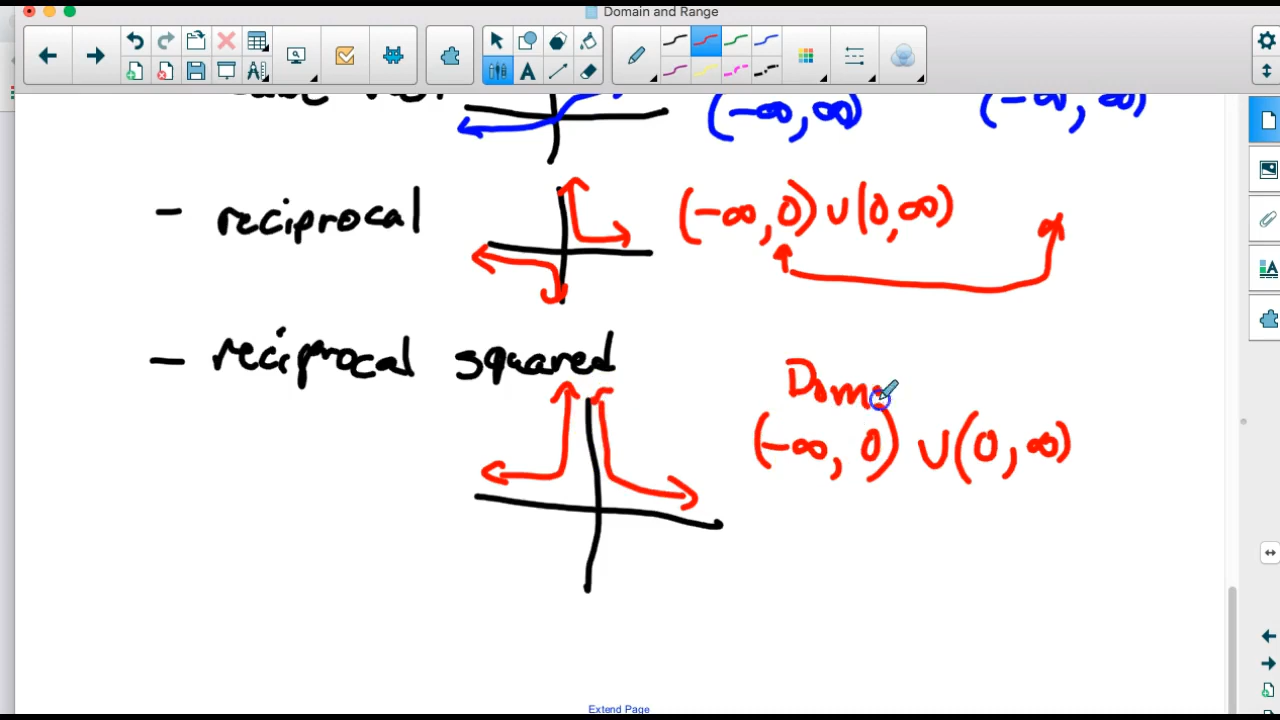 Domain and Range
(-∞, ∞) (-∞, ∞)
- reciprocal (-∞, 0) ∪ (0, ∞)
- reciprocal squared
Dom
(-∞, 0) ∪ (0, ∞)
Extend Page